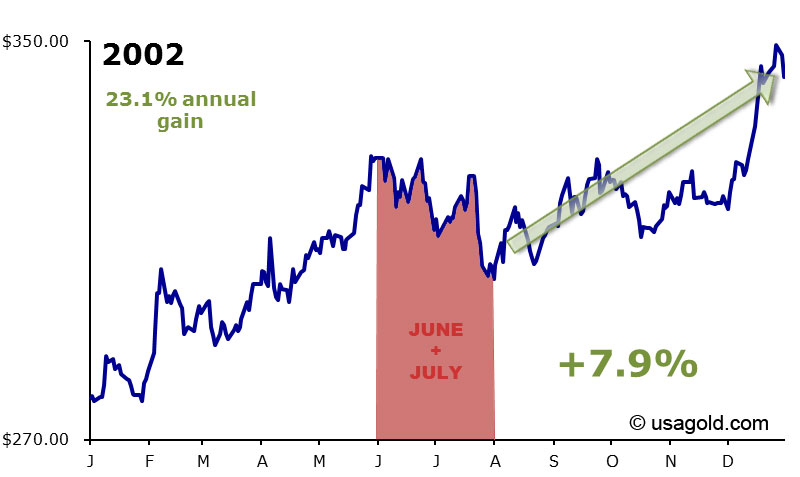 $350.00
2002
23.1% annual
gain
JUNE
+
JULY
+7.9%
© usagold.com
$270.00
J F M A M J J A S O N D